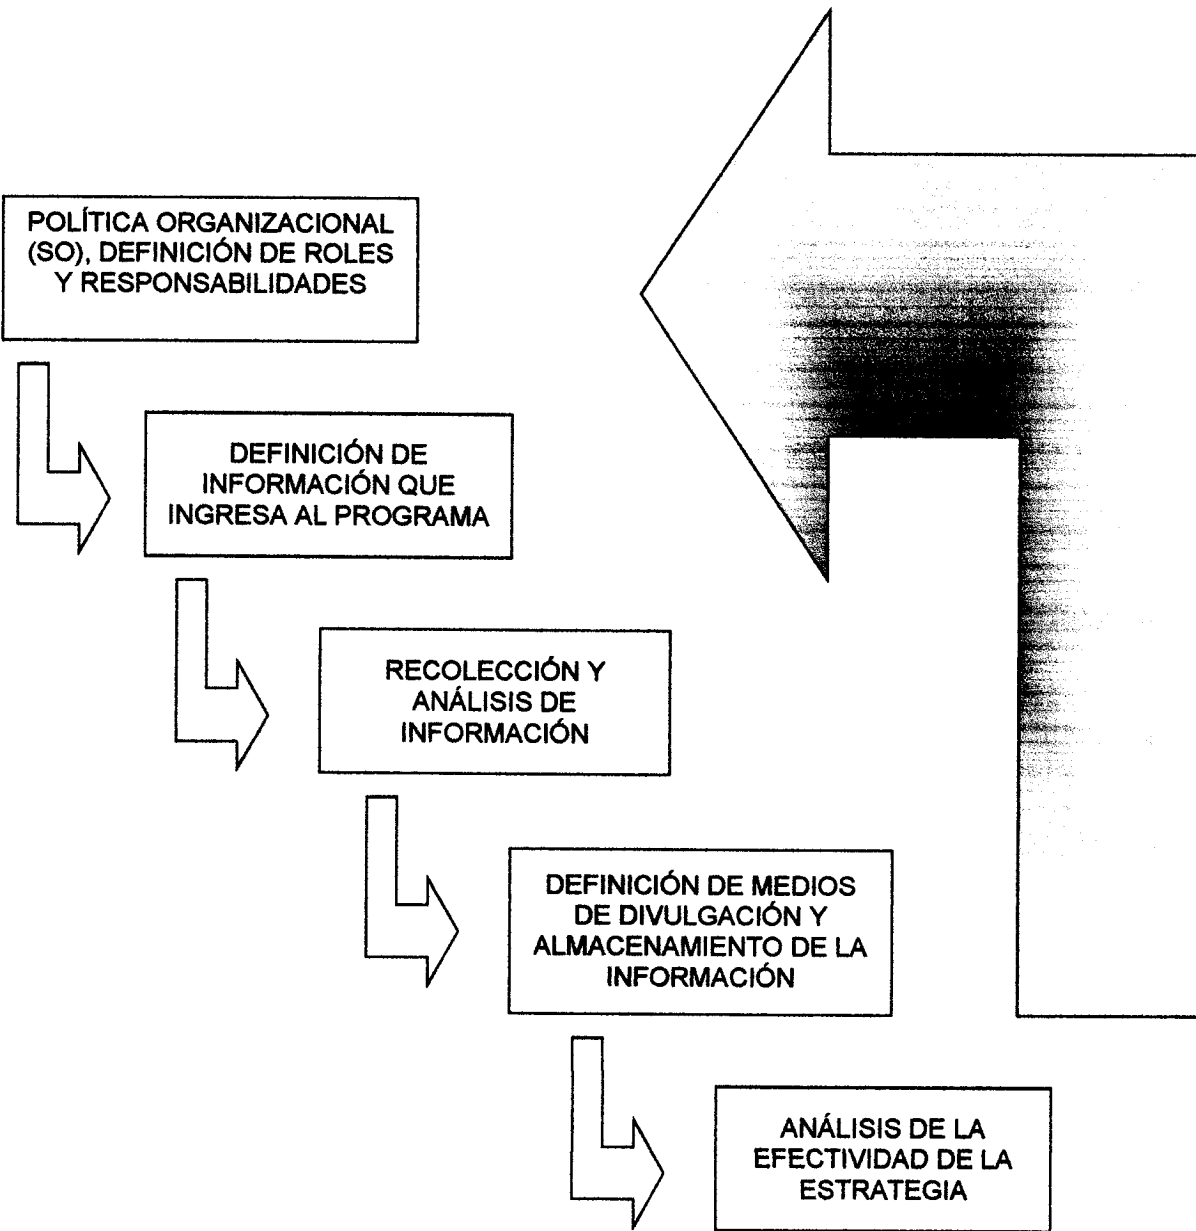 POLÍTICA ORGANIZACIONAL
(SO), DEFINICIÓN DE ROLES
Y RESPONSABILIDADES
DEFINICIÓN DE
INFORMACIÓN QUE
INGRESA AL PROGRAMA
RECOLECCIÓN Y
ANÁLISIS DE
INFORMACIÓN
DEFINICIÓN DE MEDIOS
DE DIVULGACIÓN Y
ALMACENAMIENTO DE LA
INFORMACIÓN
ANÁLISIS DE LA
EFECTIVIDAD DE LA
ESTRATEGIA